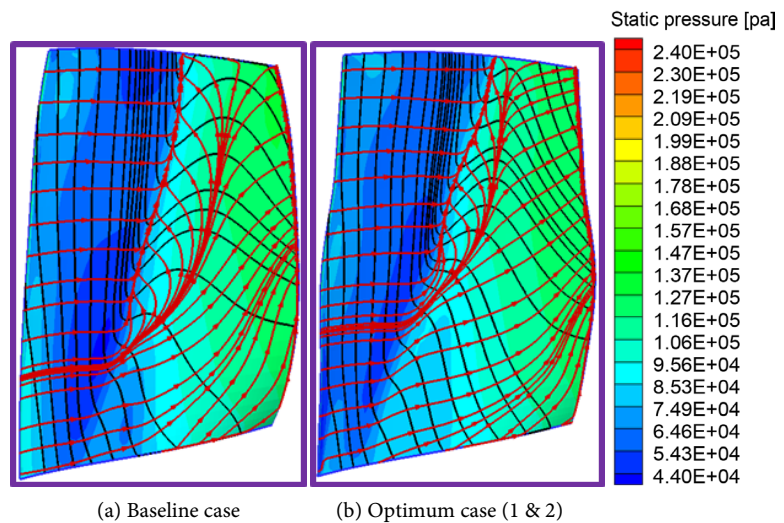 Static pressure [pa]
2.40E+05
2.30E+05
2.19E+05
2.09E+05
1.99E+05
1.88E+05
1.78E+05
1.68E+05
1.57E+05
1.47E+05
1.37E+05
1.27E+05
1.16E+05
1.06E+05
9.56E+04
8.53E+04
7.49E+04
6.46E+04
5.43E+04
4.40E+04
(a) Baseline case
(b) Optimum case (1 & 2)